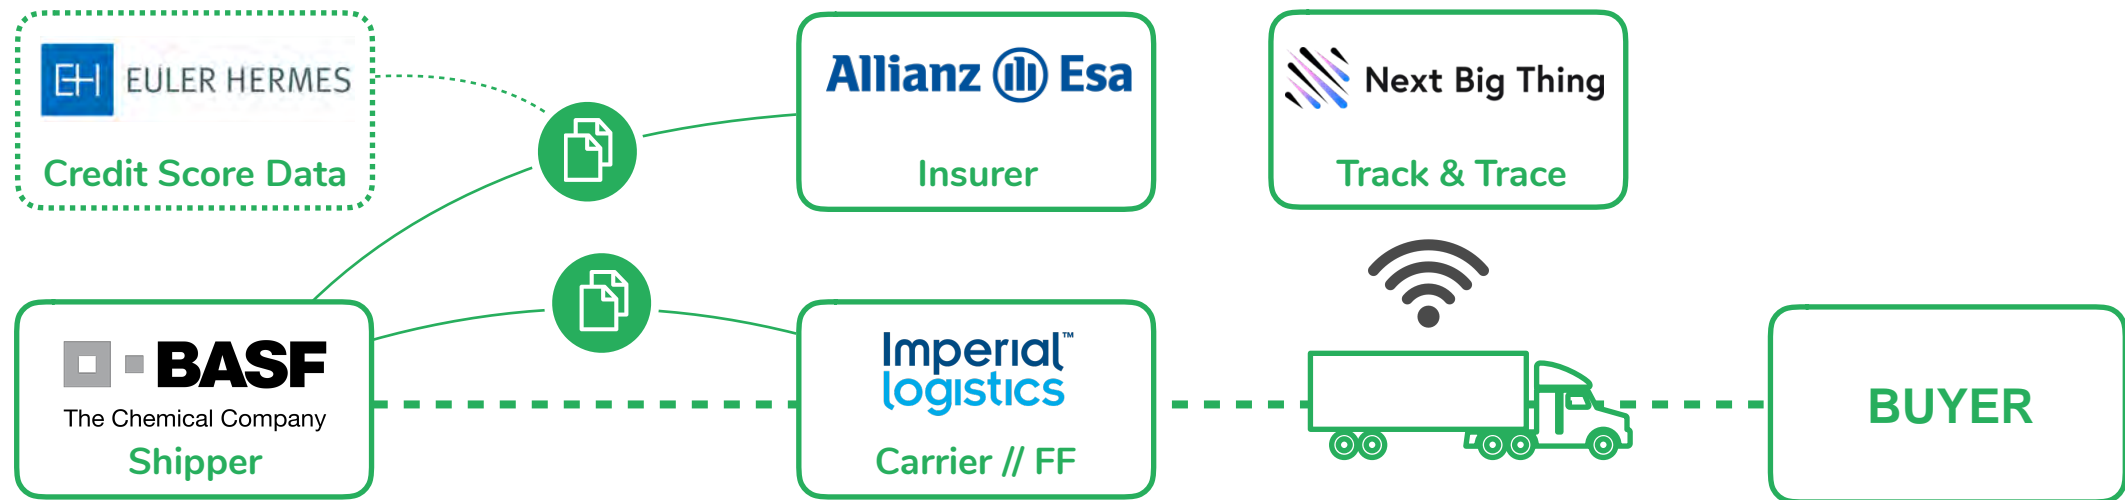 EH EULER HERMES
Credit Score Data
Allianz Esa
Insurer
Next Big Thing
Track & Trace
BASF
The Chemical Company
Shipper
Imperial™
logistics
Carrier // FF
BUYER